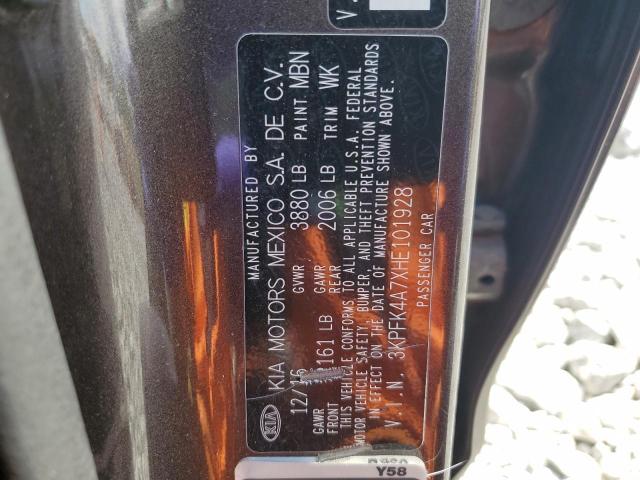 MANUFACTURED BY
KIA KIA MOTORS MEXICO S.A. DE C.V.
12/16 GVWR 3880 LB PAINT MBN
GAWR FRONT 161 LB GAWR REAR 2006 LB TRIM WK
THIS VEHICLE CONFORMS TO ALL APPLICABLE U.S.A. FEDERAL
MOTOR VEHICLE SAFETY, BUMPER, AND THEFT PREVENTION STANDARDS
IN EFFECT ON THE DATE OF MANUFACTURE SHOWN ABOVE.
V.I.N. 3KPFK4A7XHE101928
PASSENGER CAR
KIA
Y58